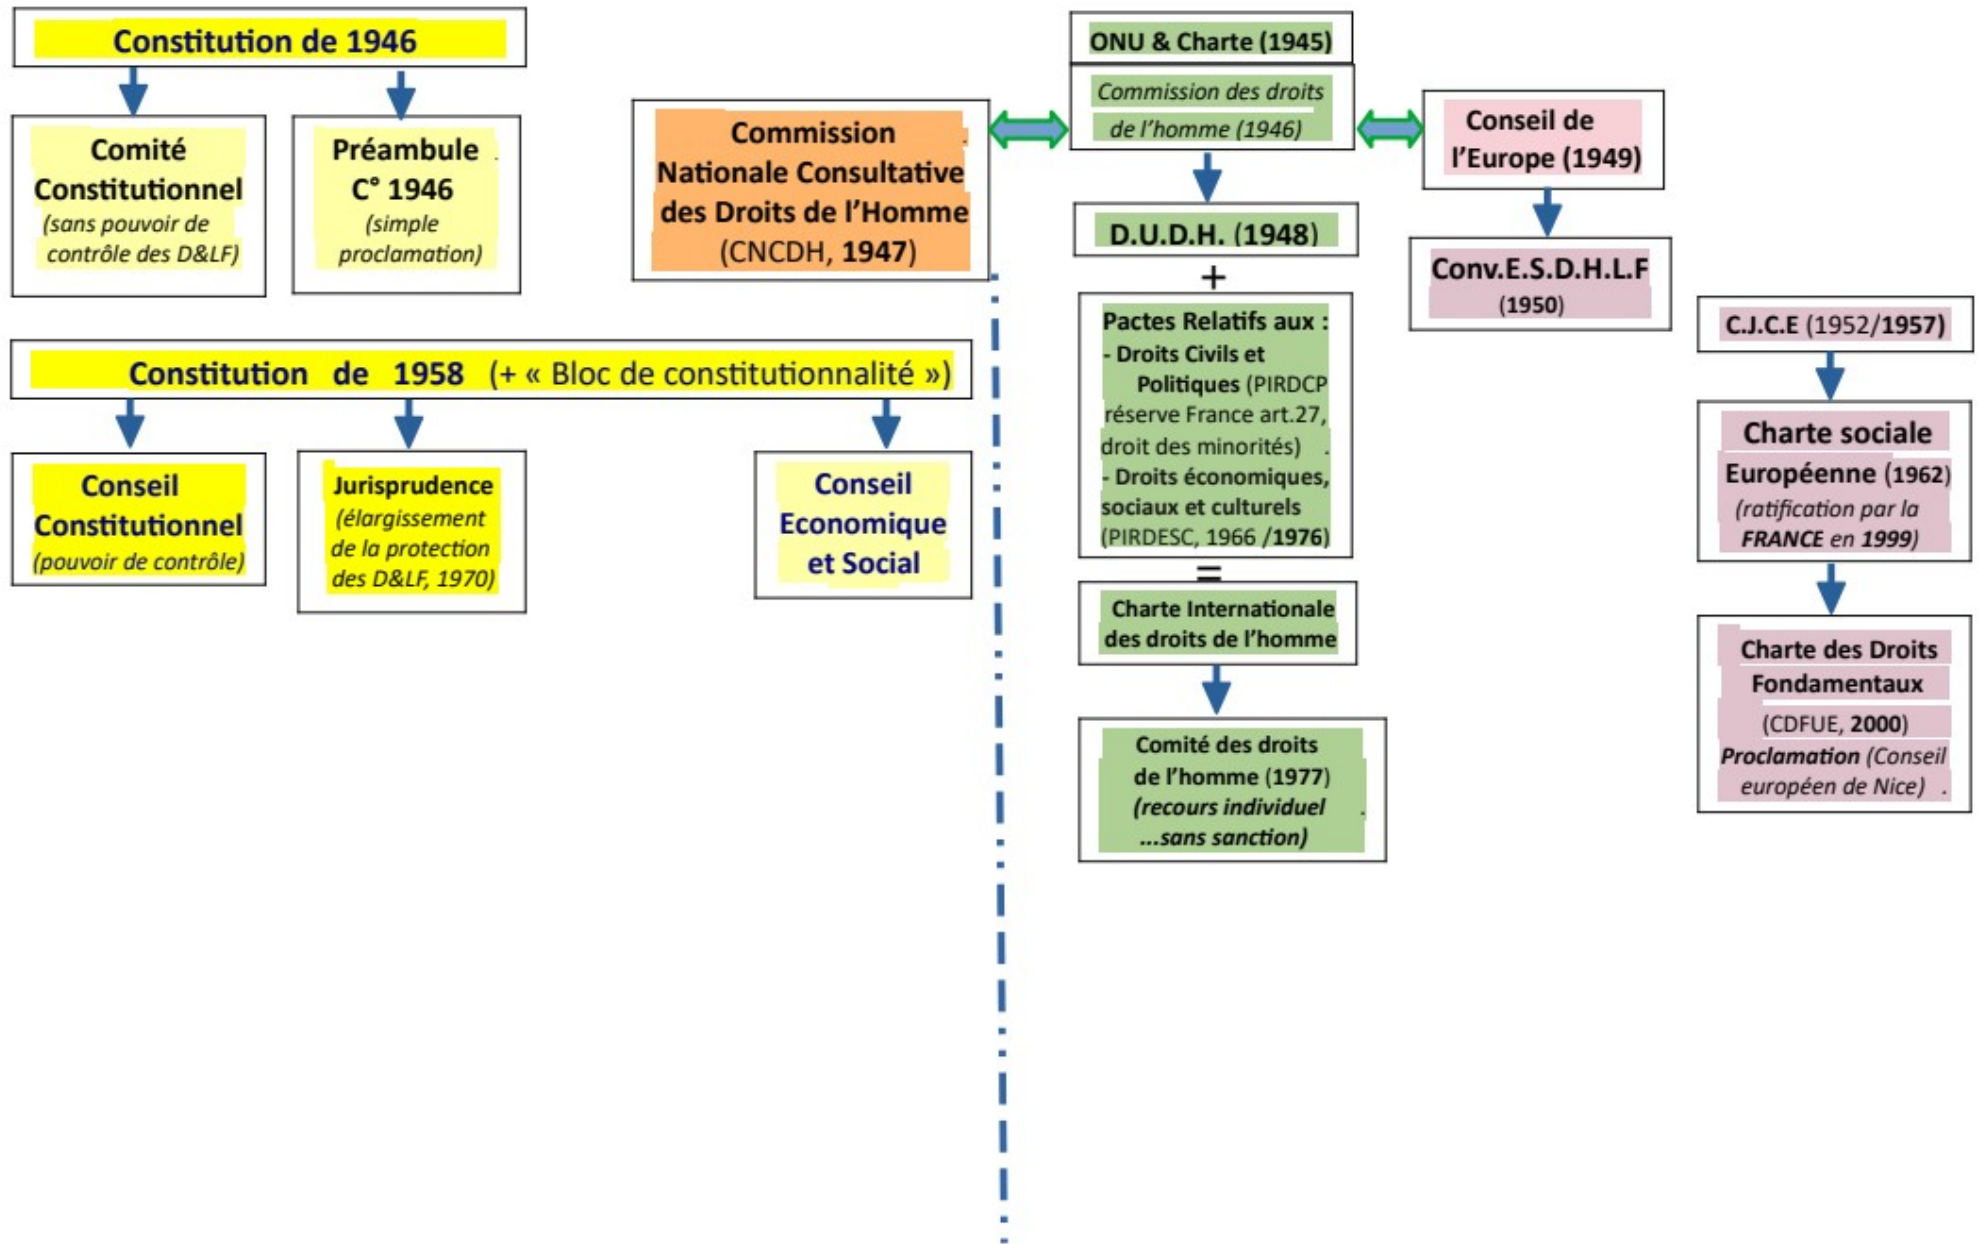 Constitution de 1946
Comité
Constitutionnel
(sans pouvoir de
contrôle des D&LF)
Préambule .
C° 1946
(simple
proclamation)
Commission .
Nationale Consultative
des Droits de l’Homme
(CNCDH, 1947)
ONU & Charte (1945)
Commission des droits
de l’homme (1946)
Conseil de
l’Europe (1949)
D.U.D.H. (1948)
+
Conv.E.S.D.H.L.F
(1950)
Pactes Relatifs aux :
- Droits Civils et
Politiques (PIRDCP
réserve France art.27,
droit des minorités) .
- Droits économiques,
sociaux et culturels
(PIRDESC, 1966 /1976)
=
Charte Internationale
des droits de l’homme
Comité des droits
de l’homme (1977)
(recours individuel .
...sans sanction)
C.J.C.E (1952/1957)
Charte sociale
Européenne (1962)
(ratification par la
FRANCE en 1999)
Charte des Droits
Fondamentaux
(CDFUE, 2000)
Proclamation (Conseil
européen de Nice) .
Constitution de 1958 (+ « Bloc de constitutionnalité »)
Conseil
Constitutionnel
(pouvoir de contrôle)
Jurisprudence
(élargissement
de la protection
des D&LF, 1970)
Conseil
Economique
et Social